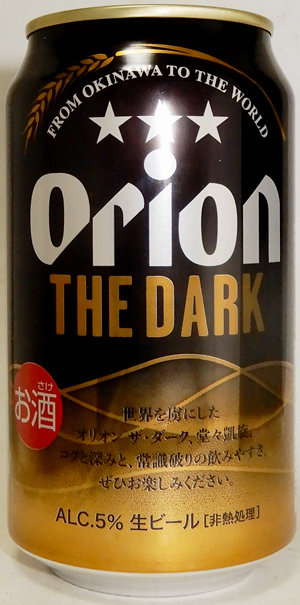 FROM OKINAWA TO THE WORLD
Orion
THE DARK
さけ
お酒
世界を虜にした
オリオン ザ・ダーク、堂々凱旋。
コクと深みと、常識破りの飲みやすさ。
ぜひお楽しみください。
ALC.5% 生ビール [非熱処理]